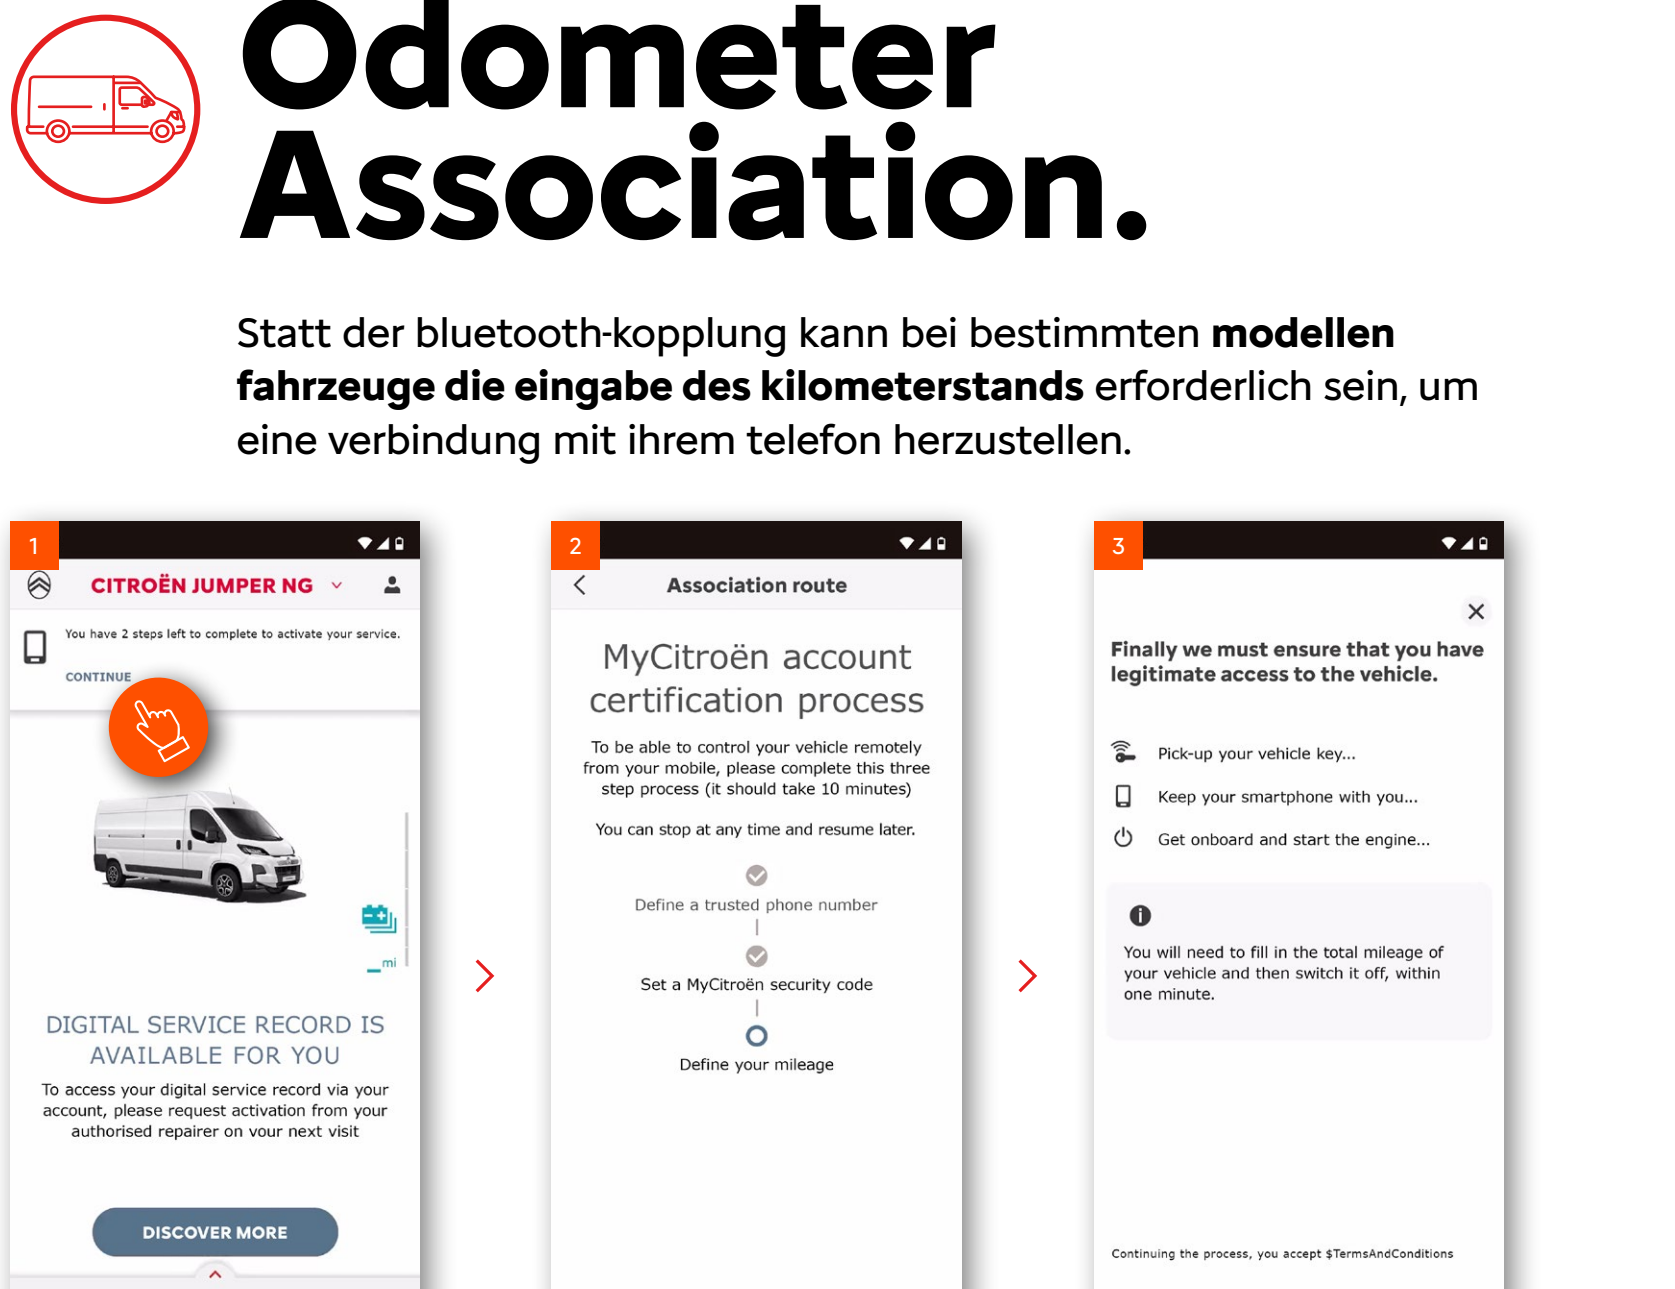 Odometer
Association.
Statt der bluetooth-kopplung kann bei bestimmten modellen
fahrzeuge die eingabe des kilometerstands erforderlich sein, um
eine verbindung mit ihrem telefon herzustellen.
1
CITROËN JUMPER NG
You have 2 steps left to complete to activate your service.
CONTINUE
mi
DIGITAL SERVICE RECORD IS
AVAILABLE FOR YOU
To access your digital service record via your
account, please request activation from your
authorised repairer on your next visit
DISCOVER MORE
2
Association route
MyCitroën account
certification process
To be able to control your vehicle remotely
from your mobile, please complete this three
step process (it should take 10 minutes)
You can stop at any time and resume later.
Define a trusted phone number
Set a MyCitroën security code
Define your mileage
3
Finally we must ensure that you have
legitimate access to the vehicle.
Pick-up your vehicle key...
Keep your smartphone with you...
Get onboard and start the engine...
You will need to fill in the total mileage of
your vehicle and then switch it off, within
one minute.
Continuing the process, you accept $TermsAndConditions